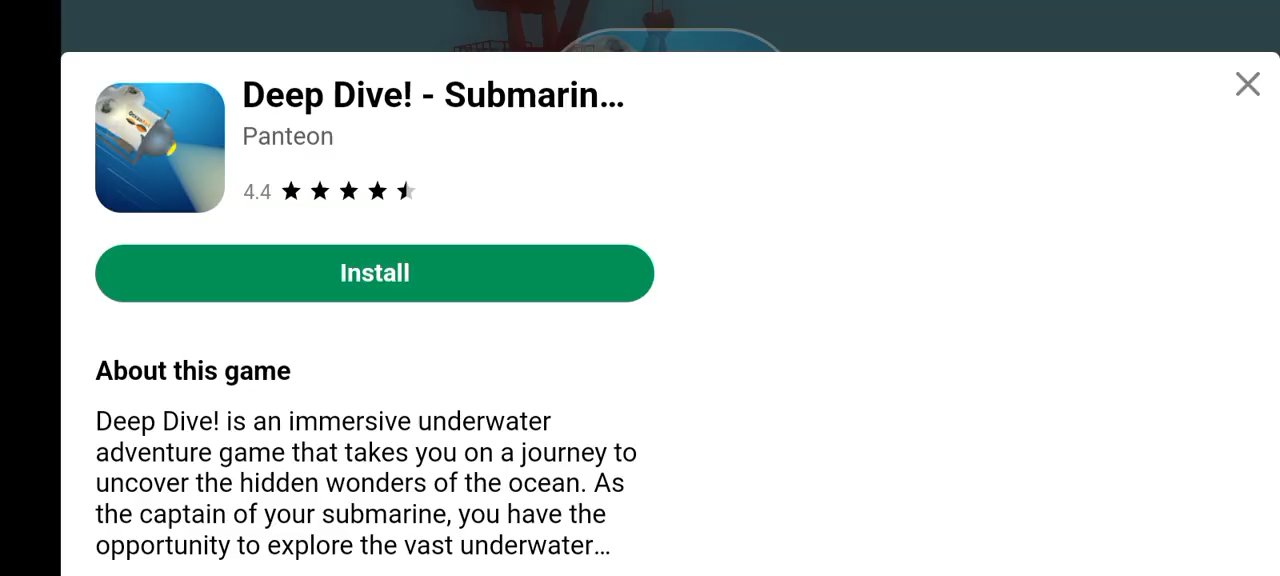 Deep Dive! - Submarin...
Panteon
4.4
Install
About this game
Deep Dive! is an immersive underwater
adventure game that takes you on a journey to
uncover the hidden wonders of the ocean. As
the captain of your submarine, you have the
opportunity to explore the vast underwater...